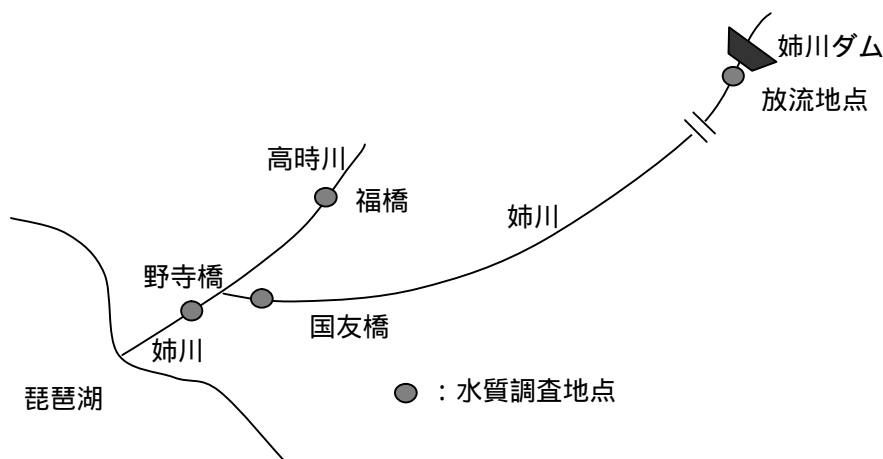 姉川ダム
放流地点
高時川
福橋
姉川
野寺橋
国友橋
姉川
琵琶湖
：水質調査地点